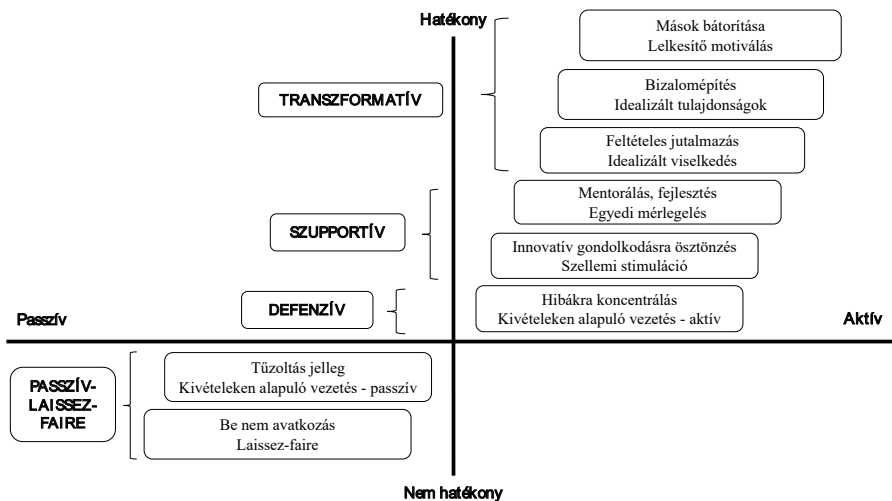 Hatékony
Mások bátorítása
Lelkesítő motiválás
TRANSZFORMATÍV
Bizalomépítés
Idealizált tulajdonságok
Feltételes jutalmazás
Idealizált viselkedés
Mentorálás, fejlesztés
Egyedi mérlegelés
SZUPPORTÍV
Innovatív gondolkodásra ösztönzés
Szellemi stimuláció
DEFENZÍV
Hibákra koncentrálás
Kivételeken alapuló vezetés - aktív
Passzív
Aktív
PASSZÍV-
LAISSEZ-
FAIRE
Tűzoltás jelleg
Kivételeken alapuló vezetés - passzív
Be nem avatkozás
Laissez-faire
Nem hatékony